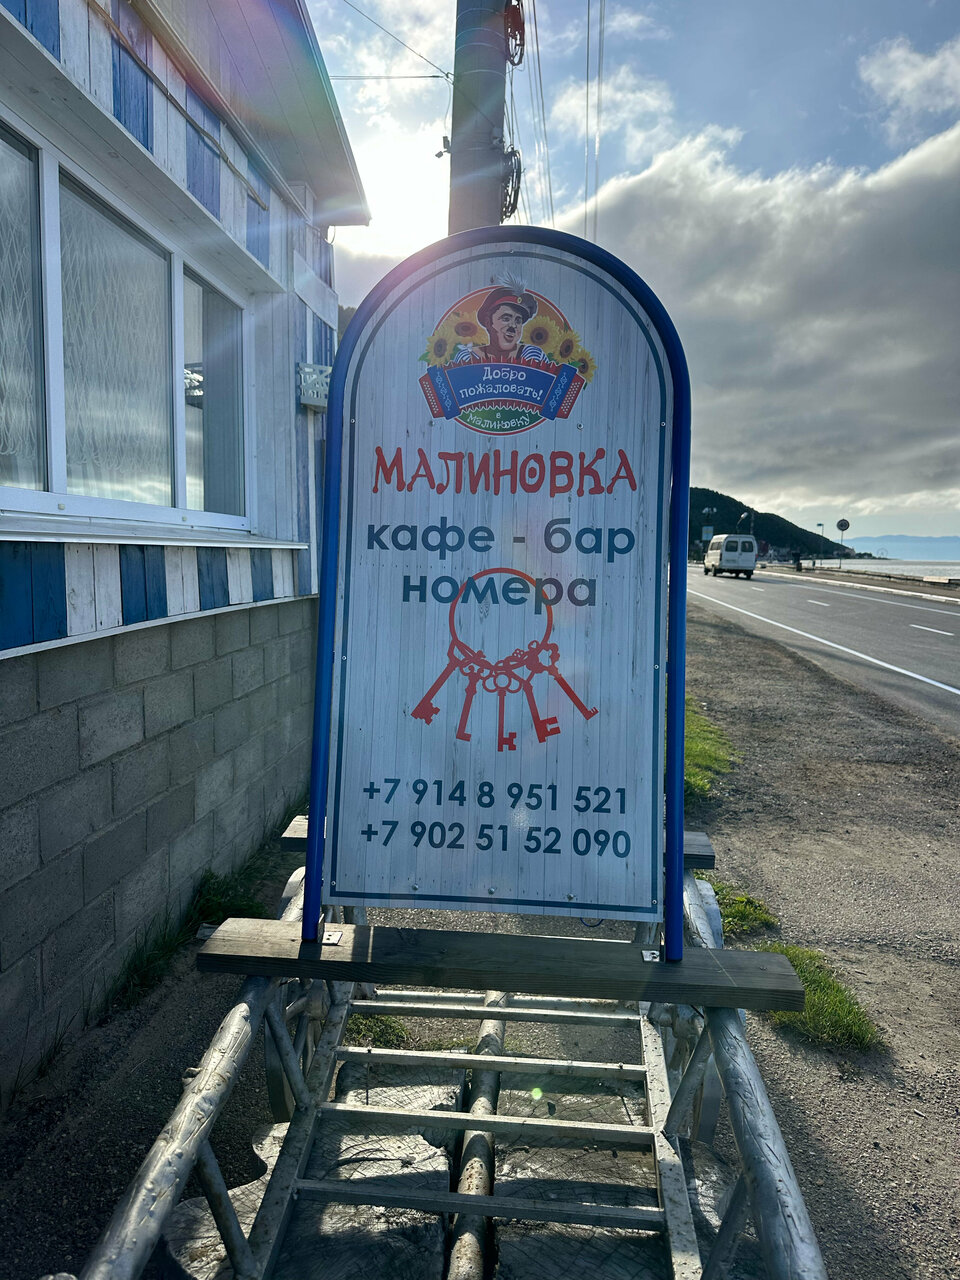 Добро
пожаловать!
в
Малиновку
МАЛИНОВКА
кафе - бар
номера
+7 914 8 951 521
+7 902 51 52 090